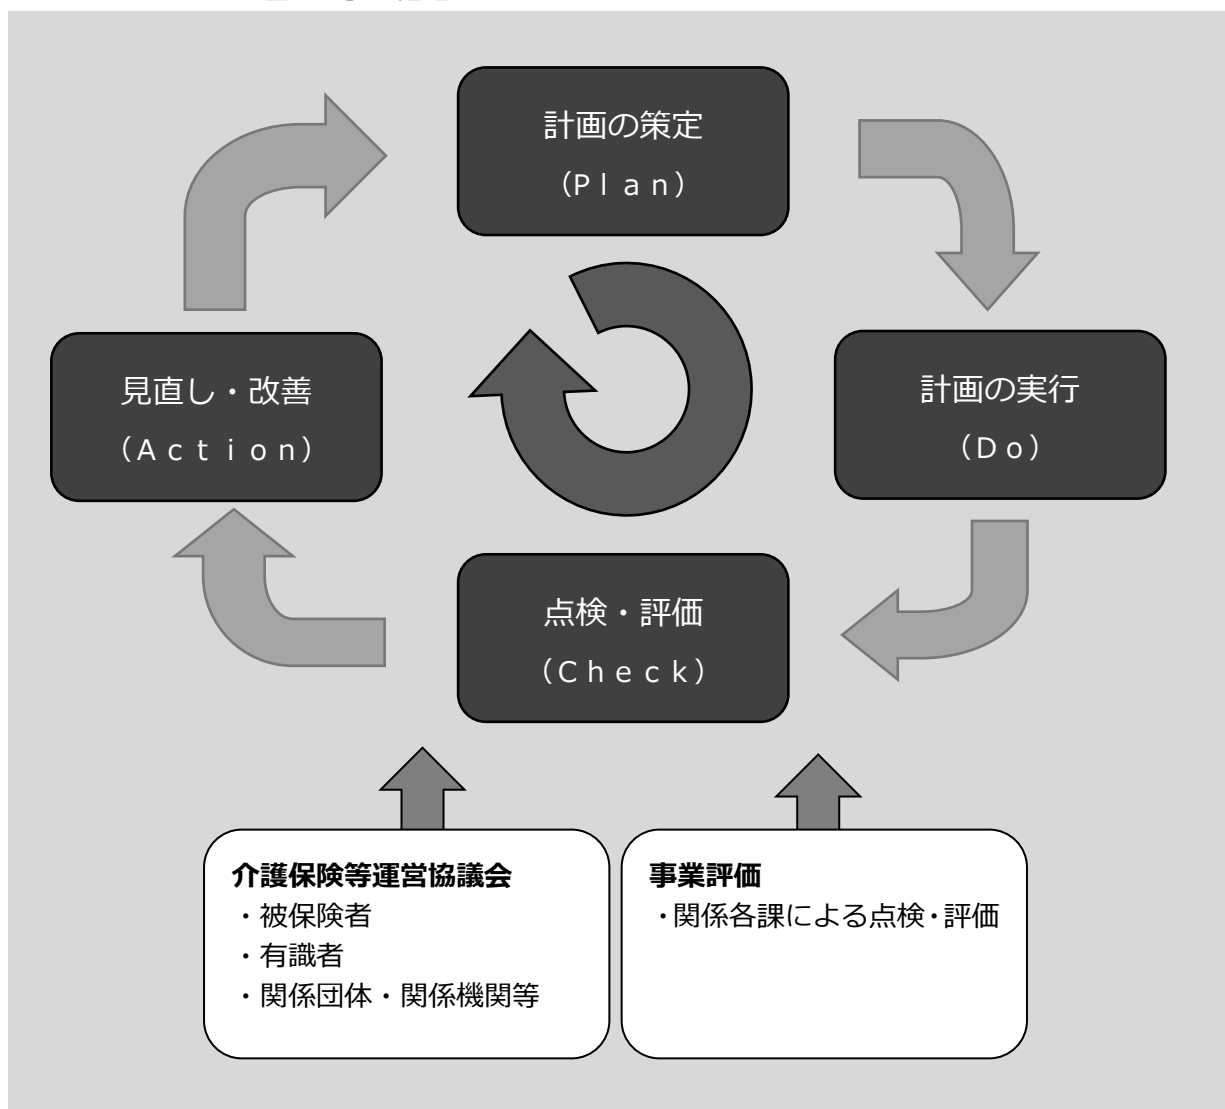 計画の策定
（Ｐｌａｎ）
見直し・改善
（Ａｃｔｉｏｎ）
計画の実行
（Ｄｏ）
点検・評価
（Ｃｈｅｃｋ）
介護保険等運営協議会
・被保険者
・有識者
・関係団体・関係機関等
事業評価
・関係各課による点検・評価